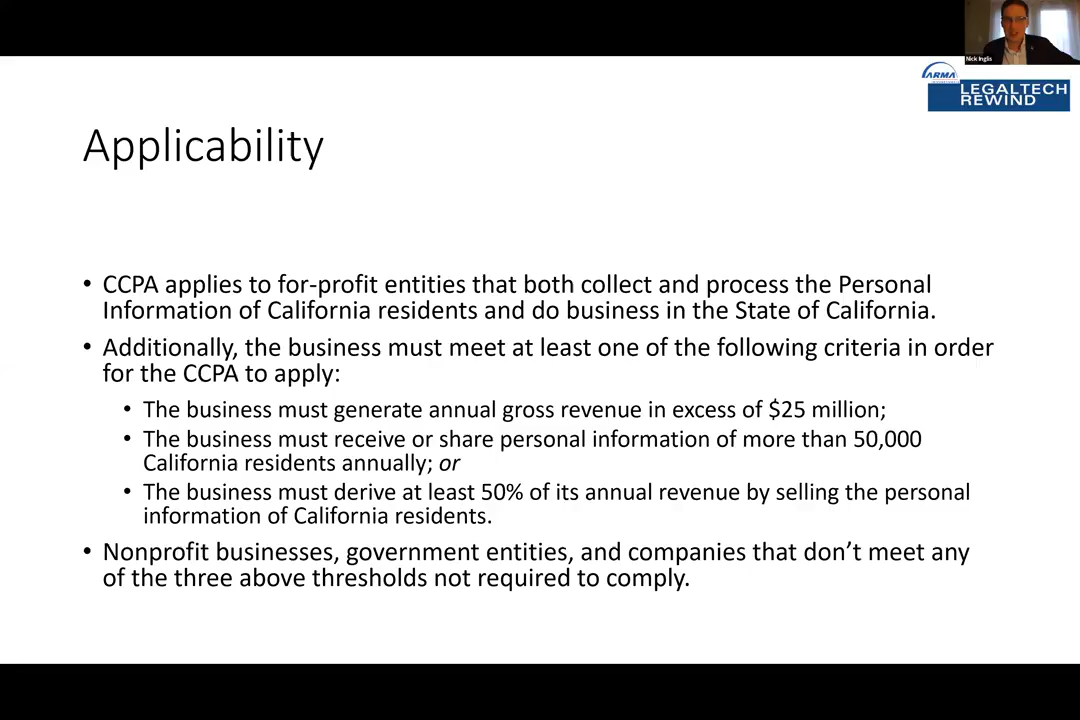 Nick Inglis
ARMA
LEGALTECH
REWIND
Applicability
• CCPA applies to for-profit entities that both collect and process the Personal
Information of California residents and do business in the State of California.
• Additionally, the business must meet at least one of the following criteria in order
for the CCPA to apply:
• The business must generate annual gross revenue in excess of $25 million;
• The business must receive or share personal information of more than 50,000
California residents annually; or
• The business must derive at least 50% of its annual revenue by selling the personal
information of California residents.
• Nonprofit businesses, government entities, and companies that don’t meet any
of the three above thresholds not required to comply.